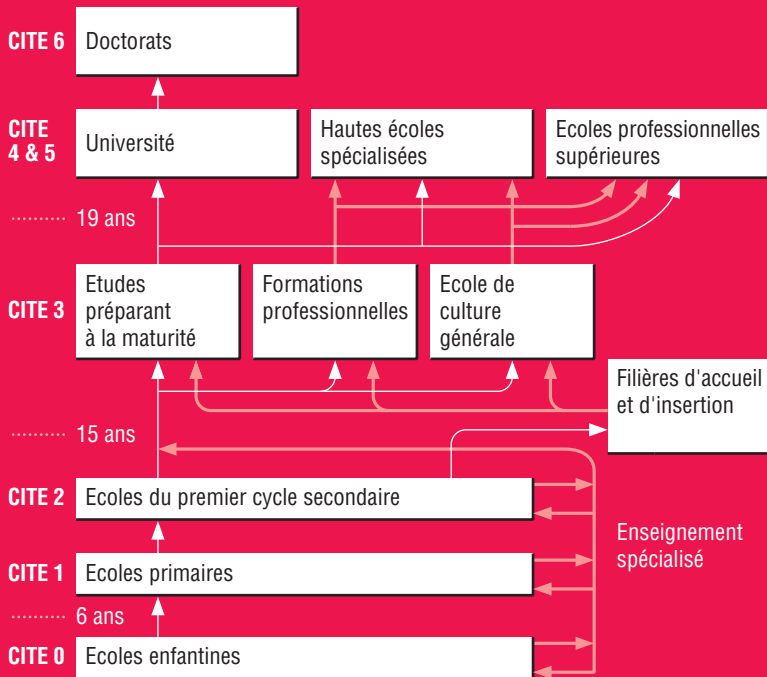 CITE 6
Doctorats
CITE
4 & 5
Université
Hautes écoles
spécialisées
Ecoles professionnelles
supérieures
.......... 19 ans
CITE 3
Etudes
préparant
à la maturité
Formations
professionnelles
Ecole de
culture
générale
Filières d'accueil
et d'insertion
.......... 15 ans
CITE 2
Ecoles du premier cycle secondaire
Enseignement
spécialisé
CITE 1
Ecoles primaires
.......... 6 ans
CITE 0
Ecoles enfantines